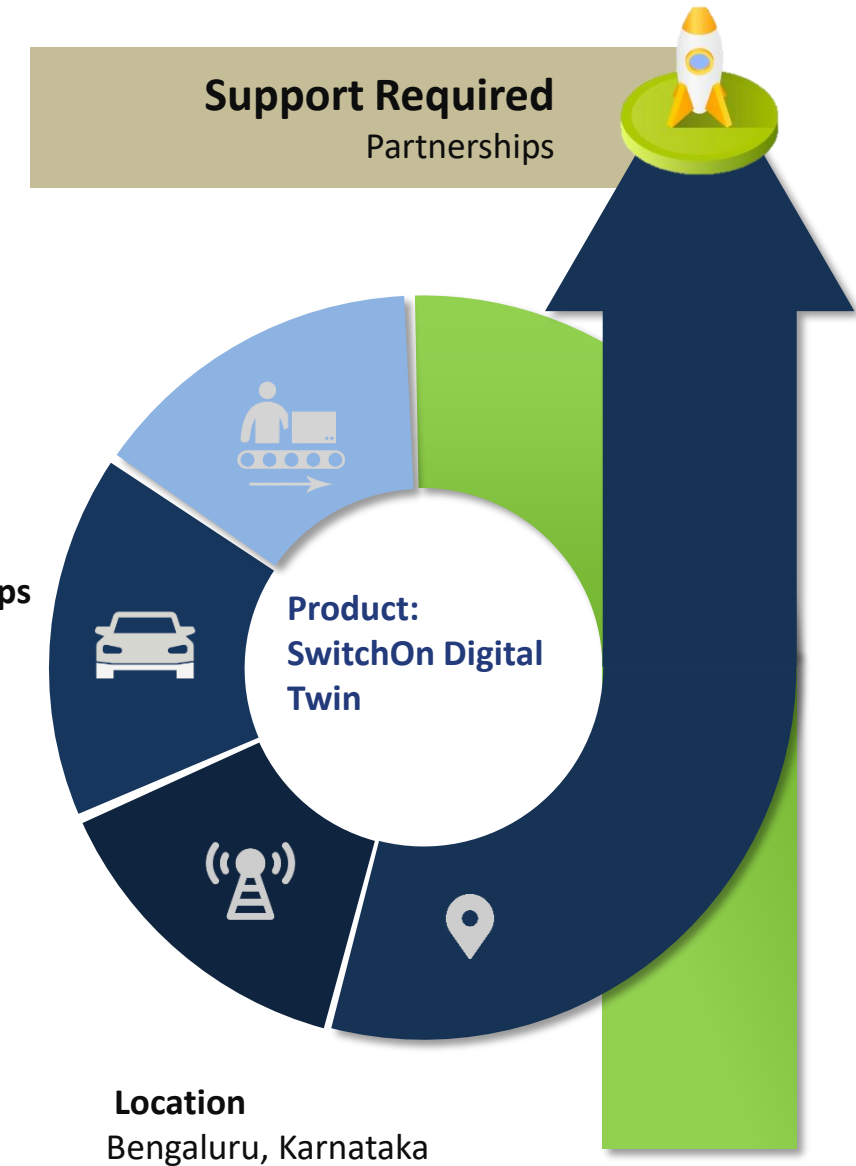 Support Required
Partnerships
ps
Product:
SwitchOn Digital
Twin
Location
Bengaluru, Karnataka